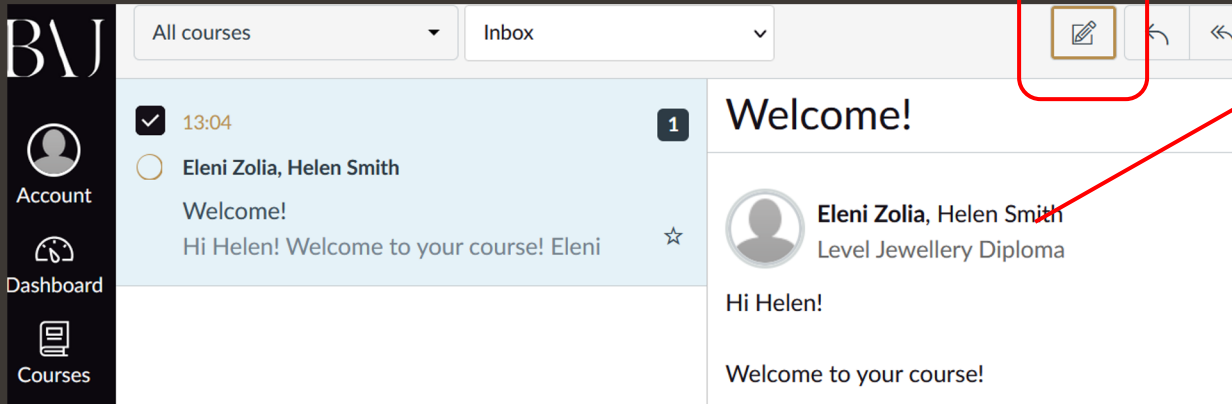 BAJ
Account
Dashboard
Courses
All courses
Inbox
13:04
1
Eleni Zolia, Helen Smith
Welcome!
Hi Helen! Welcome to your course! Eleni
Welcome!
Eleni Zolia, Helen Smith
Level Jewellery Diploma
Hi Helen!
Welcome to your course!